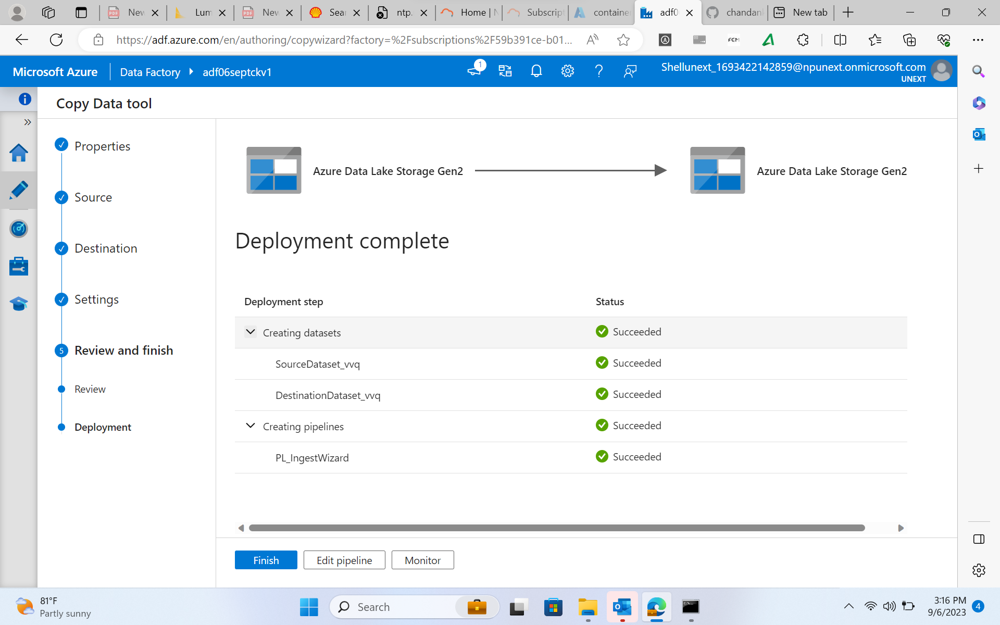 New
Lum
New
Sear
ntp.
Home | N
Subscript
container
adf0
chandank
New tab
https://adf.azure.com/en/authoring/copywizard?factory=%2Fsubscriptions%2F59b391ce-b01...
Microsoft Azure
Data Factory
adf06septckv1
1
Shellunext_1693422142859@npunext.onmicrosoft.com
UNEXT
Copy Data tool
Properties
Source
Destination
Settings
5 Review and finish
Review
Deployment
Azure Data Lake Storage Gen2
Azure Data Lake Storage Gen2
Deployment complete
Deployment step Status
Creating datasets Succeeded
SourceDataset_vvq Succeeded
DestinationDataset_vvq Succeeded
Creating pipelines Succeeded
PL_IngestWizard Succeeded
Finish
Edit pipeline
Monitor
81°F
Partly sunny
Search
3:16 PM
9/6/2023
4